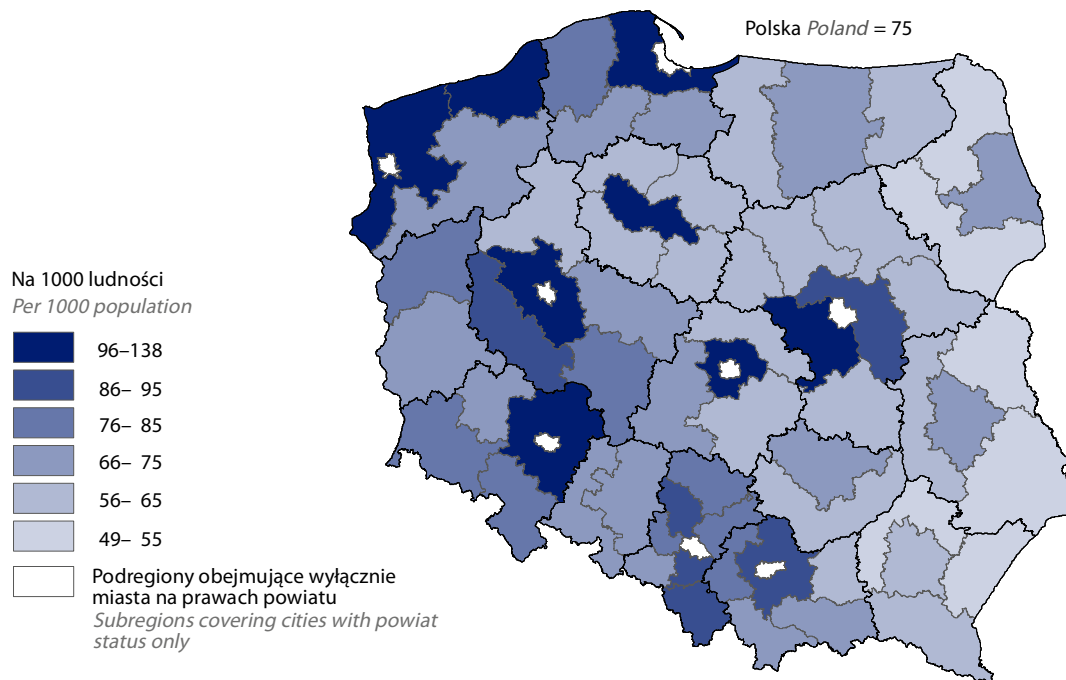 Polska Poland = 75
Na 1000 ludności
Per 1000 population
96–138
86– 95
76– 85
66– 75
56– 65
49– 55
Podregiony obejmujące wyłącznie
miasta na prawach powiatu
Subregions covering cities with powiat
status only